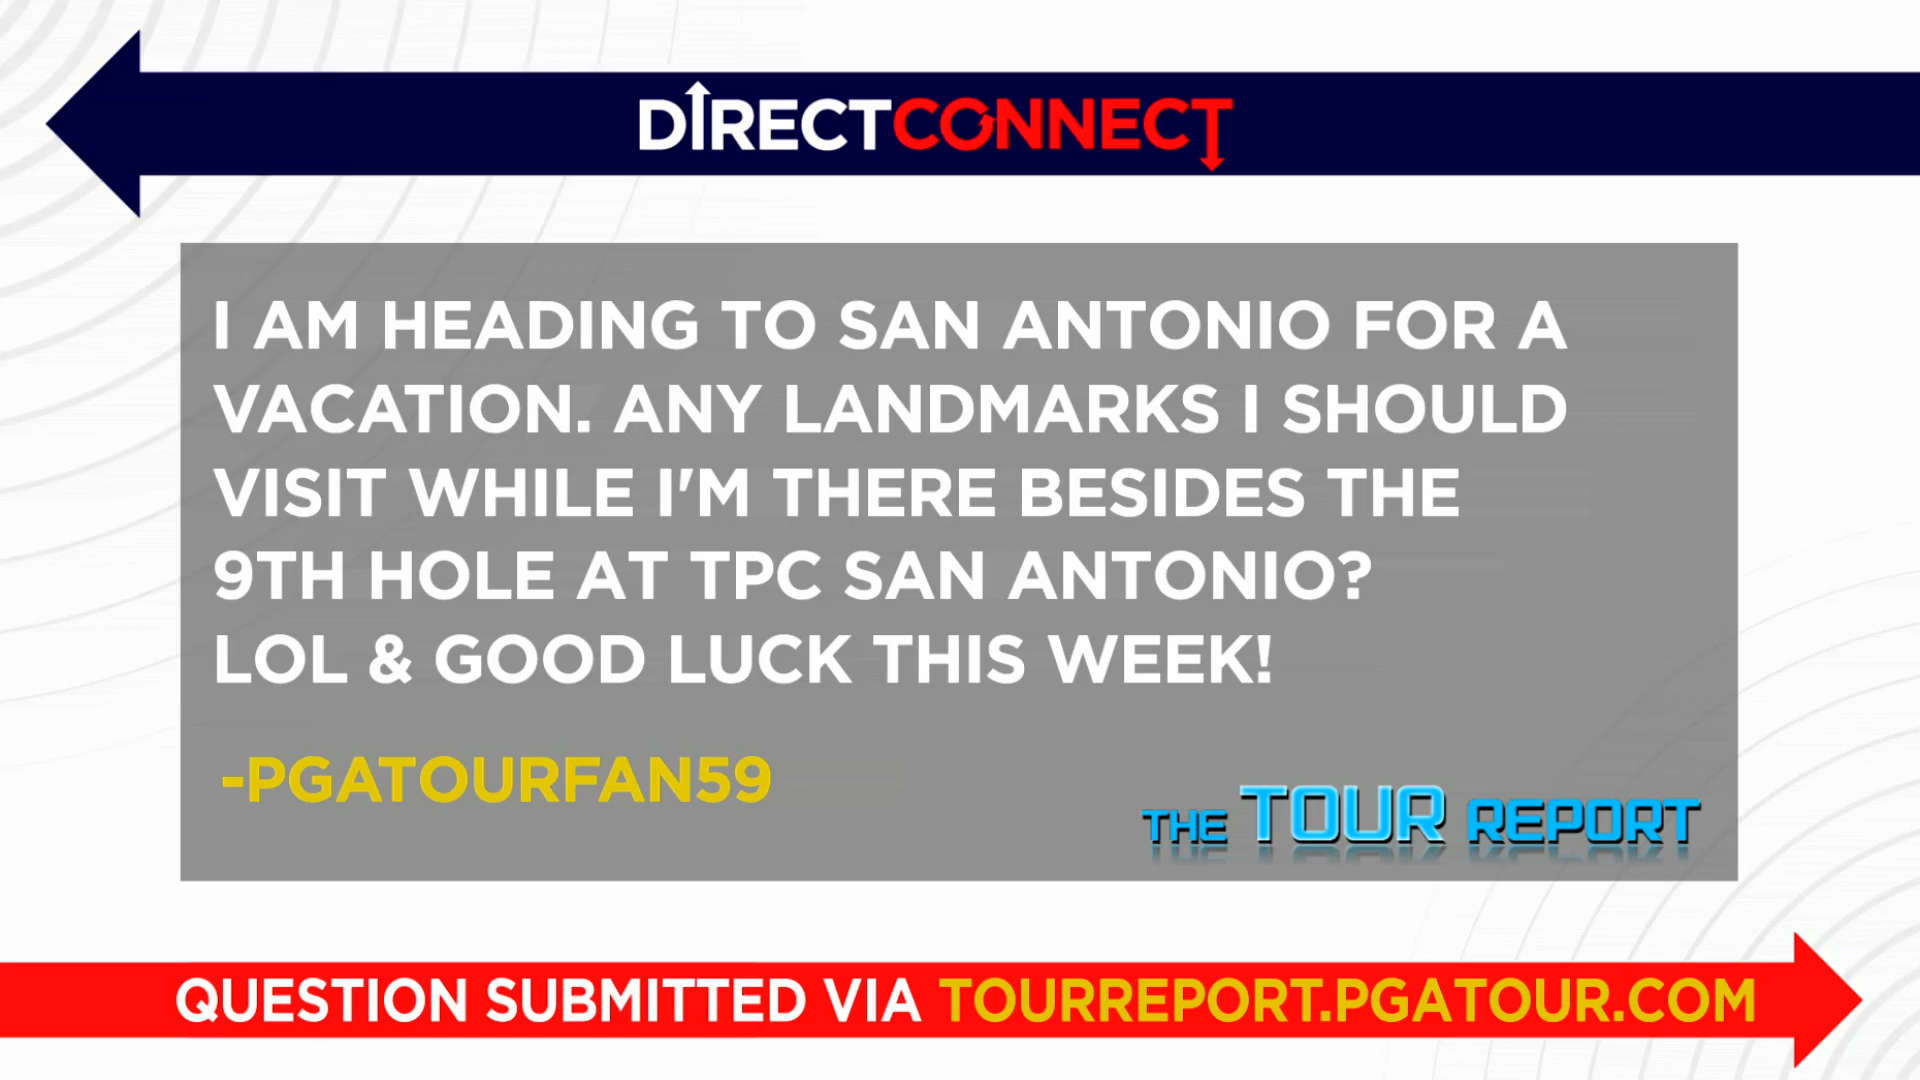 DIRECTCONNECT
I AM HEADING TO SAN ANTONIO FOR A
VACATION. ANY LANDMARKS I SHOULD
VISIT WHILE I'M THERE BESIDES THE
9TH HOLE AT TPC SAN ANTONIO?
LOL & GOOD LUCK THIS WEEK!
-PGATOURFAN59
THE TOUR REPORT
QUESTION SUBMITTED VIA TOURREPORT.PGATOUR.COM